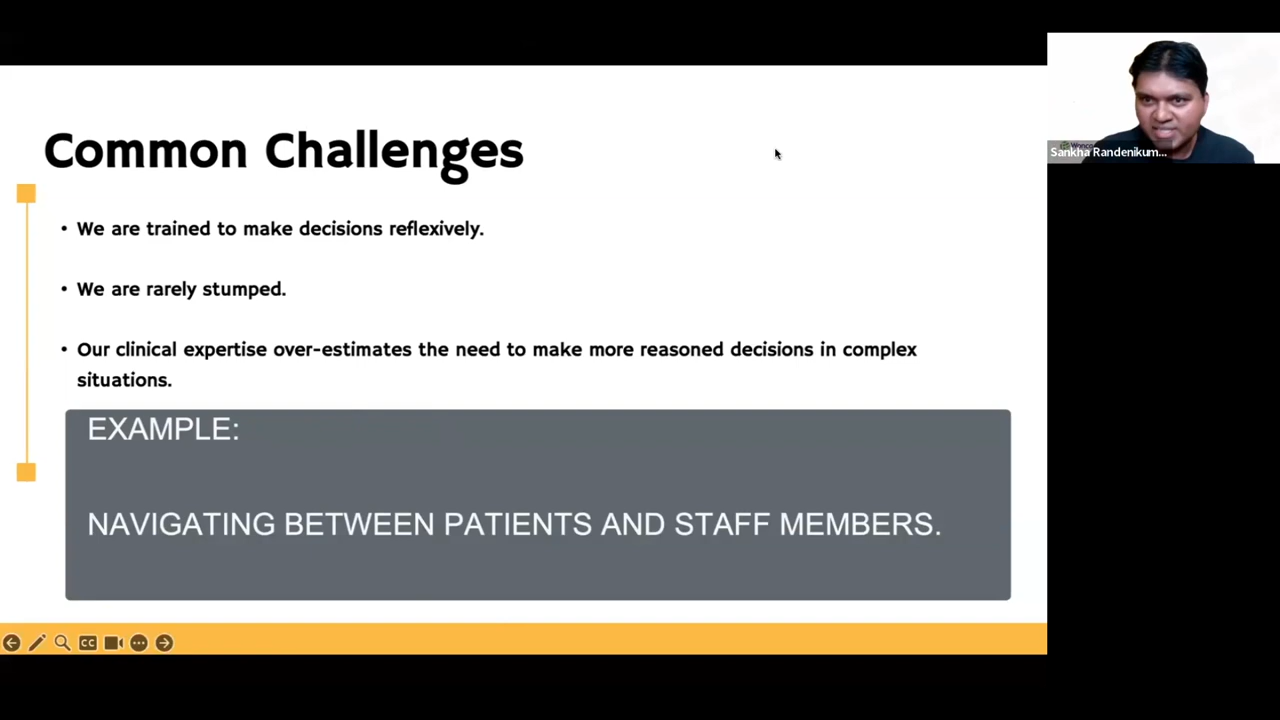 Common Challenges
• We are trained to make decisions reflexively.
• We are rarely stumped.
• Our clinical expertise over-estimates the need to make more reasoned decisions in complex
situations.
EXAMPLE:
NAVIGATING BETWEEN PATIENTS AND STAFF MEMBERS.
Sankha Randenikum...
CC